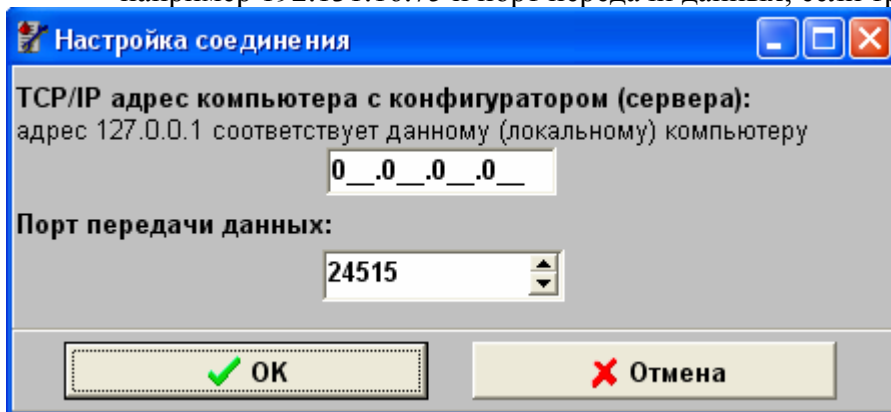 Настройка соединения
TCP/IP адрес компьютера с конфигуратором (сервера):
адрес 127.0.0.1 соответствует данному (локальному) компьютеру
0__.0__.0__.0__
Порт передачи данных:
24515
OK
Отмена